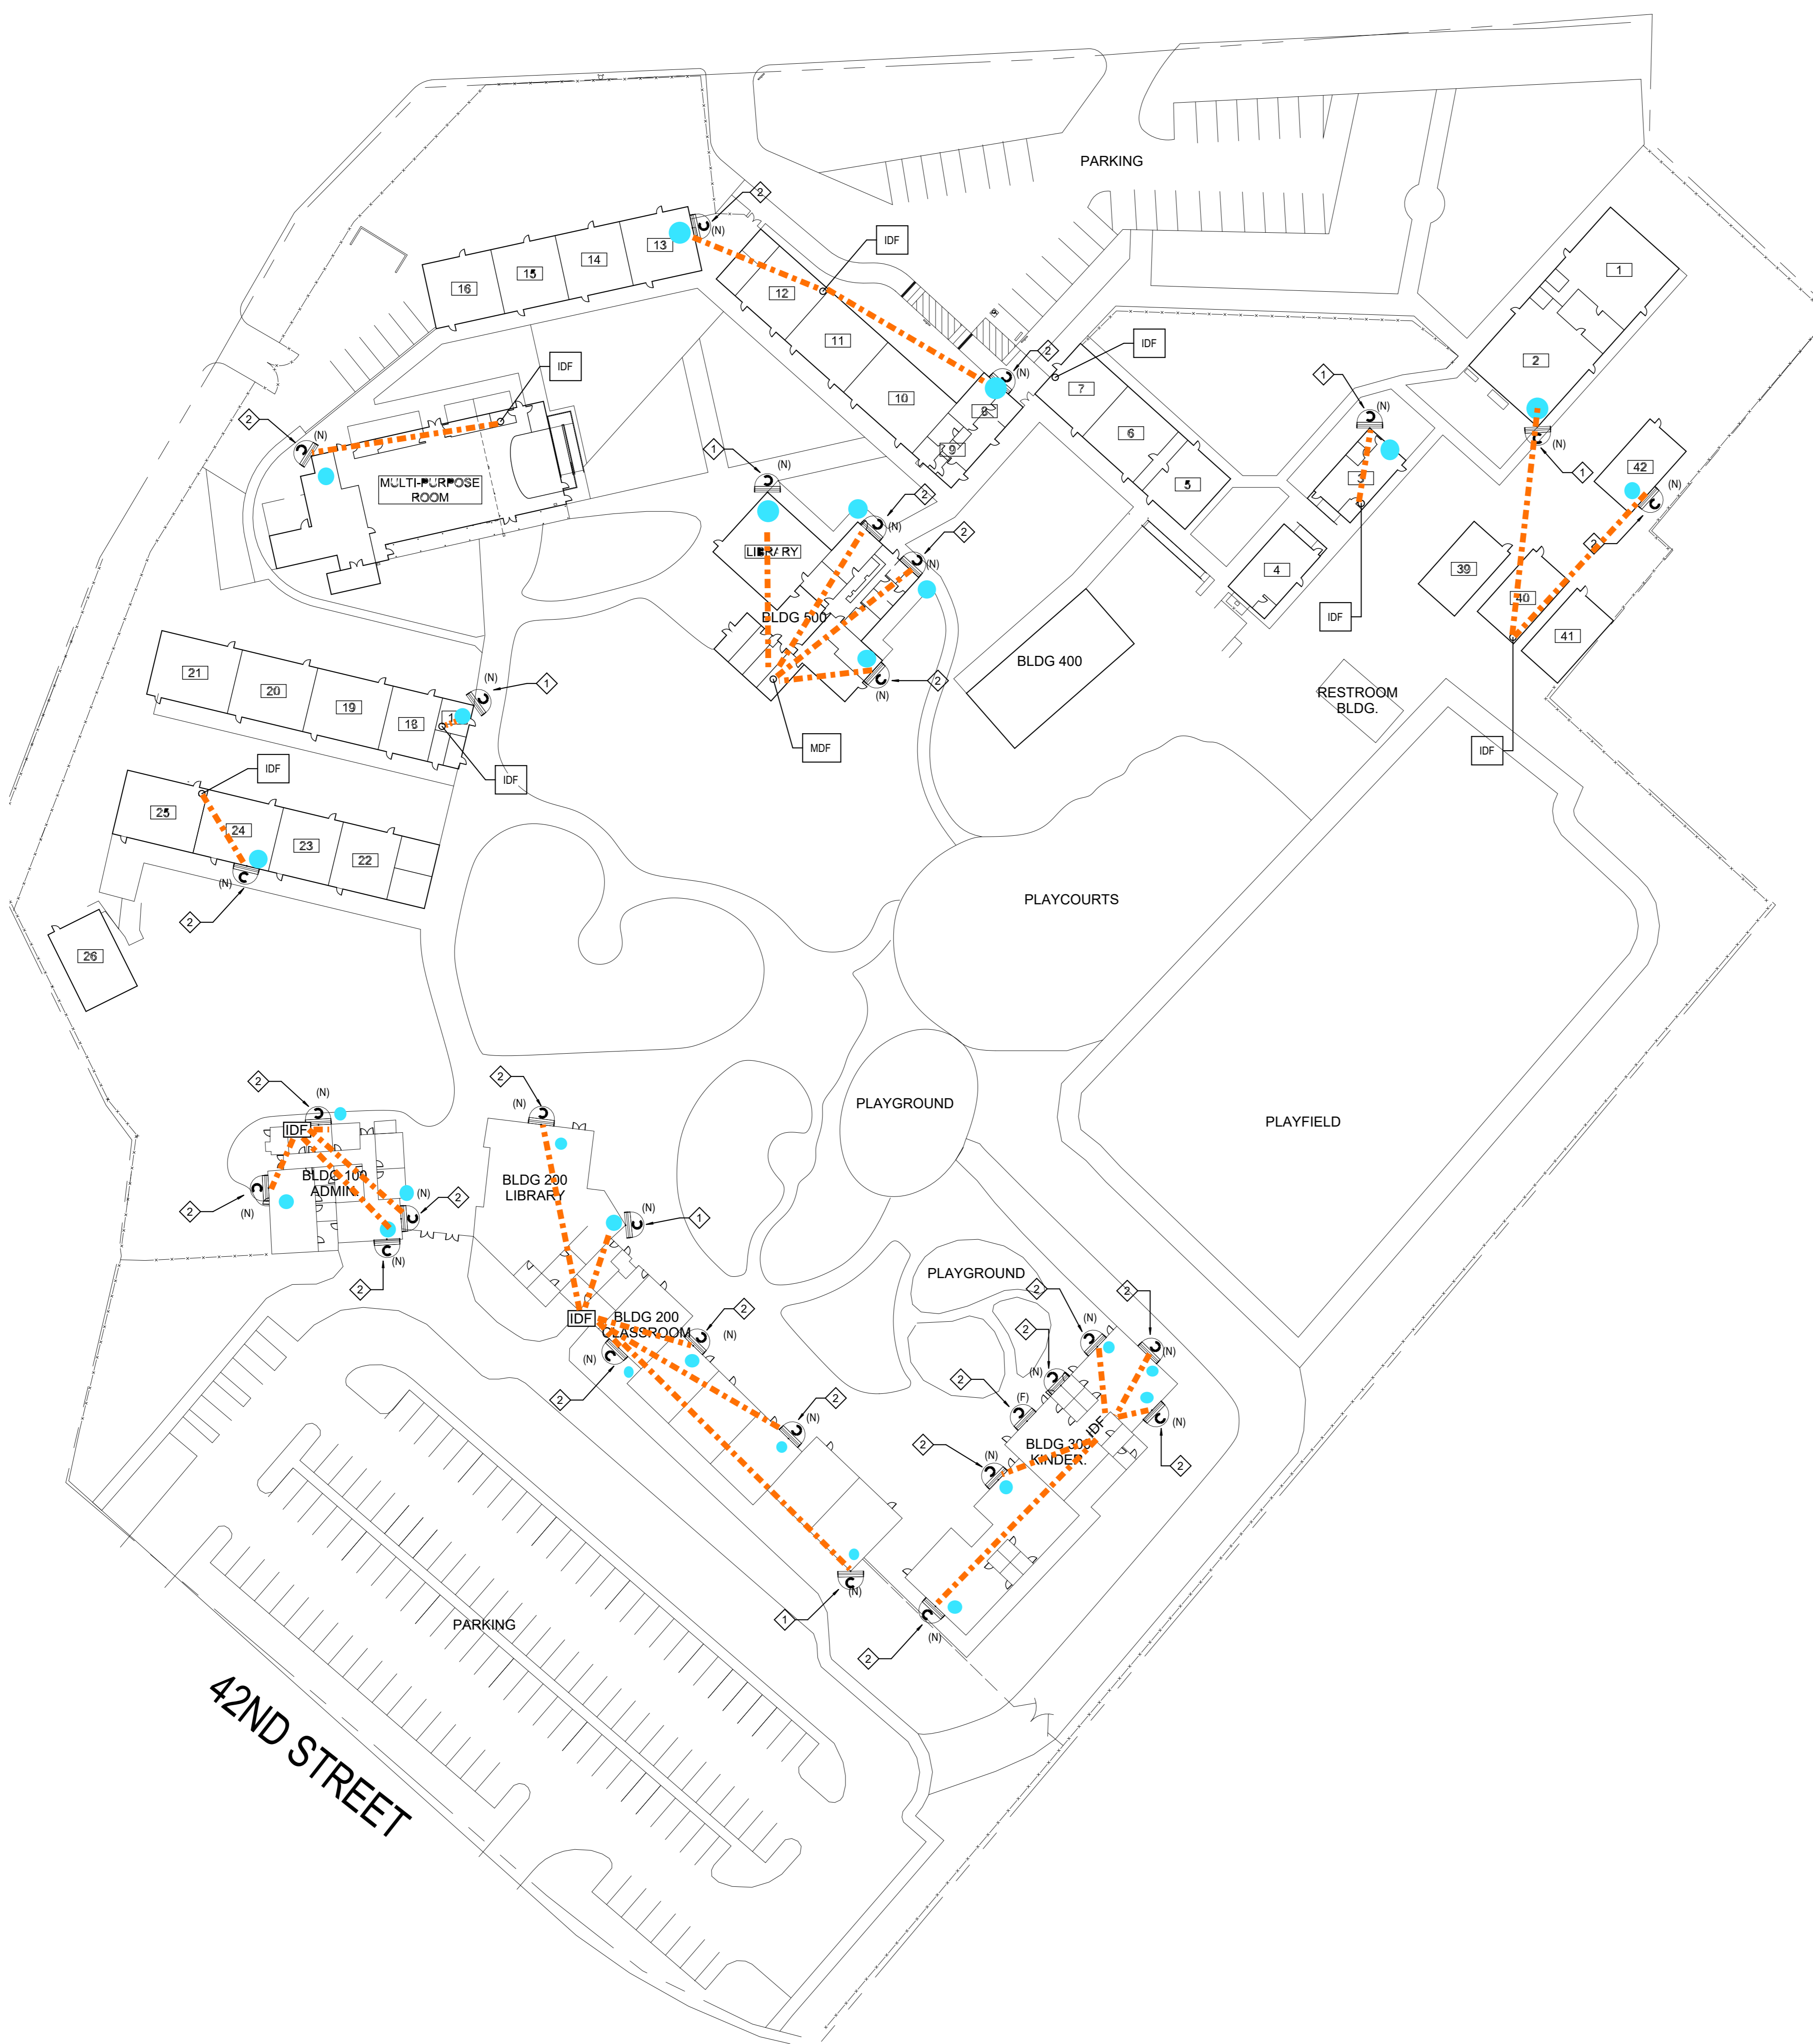 PARKING
2
(N)
IDF
13
14
15
16
12
11
10
2
(N)
IDF
7
6
5
8
9
1
2
1
(N)
3
IDF
4
(N)
1
42
(N)
2
39
40
41
IDF
IDF
2
(N)
MULTI-PURPOSE
ROOM
1
(N)
LIBRARY
2
(N)
2
(N)
BLDG 500
2
(N)
MDF
BLDG 400
RESTROOM
BLDG.
21
20
19
18
(N)
1
IDF
IDF
25
24
23
22
(N)
2
26
PLAYCOURTS
PLAYGROUND
PLAYFIELD
2
(N)
IDF
BLDG 100
ADMIN.
2
(N)
(N)
2
(N)
2
2
(N)
BLDG 200
LIBRARY
(N)
1
IDF
BLDG 200
CLASSROOM
2
(N)
(N)
2
2
(N)
1
(N)
PLAYGROUND
2
(N)
2
(N)
2
(N)
2
(F)
2
(N)
IDF
BLDG 300
KINDER.
(N)
2
(N)
2
PARKING
42ND STREET